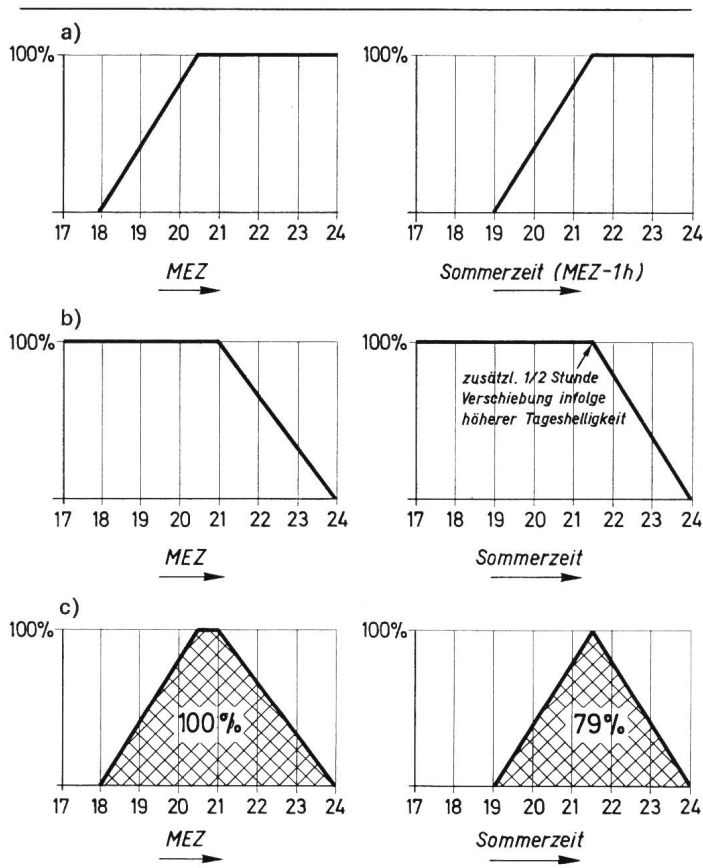 a)
100%
17 18 19 20 21 22 23 24
MEZ
100%
17 18 19 20 21 22 23 24
Sommerzeit (MEZ-1h)
b)
100%
17 18 19 20 21 22 23 24
MEZ
100%
zusätzl. 1/2 Stunde
Verschiebung infolge
höherer Tageshelligkeit
17 18 19 20 21 22 23 24
Sommerzeit
c)
100%
100%
17 18 19 20 21 22 23 24
MEZ
100%
79%
17 18 19 20 21 22 23 24
Sommerzeit